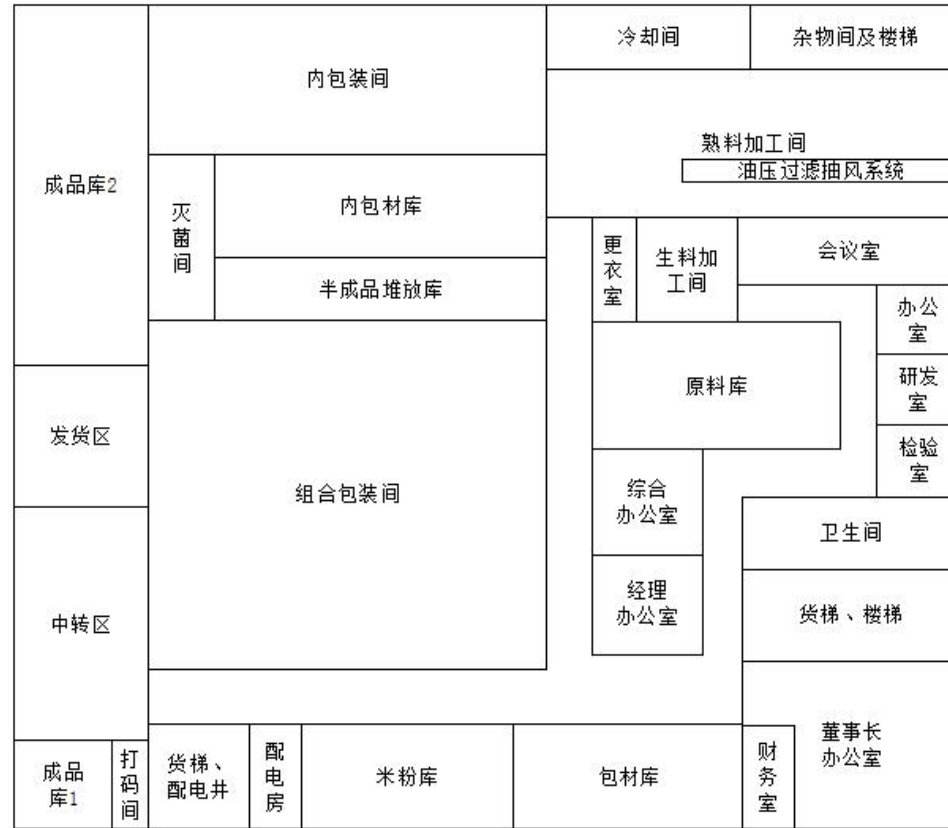 冷却间
杂物间及楼梯
内包装间
熟料加工间
油压过滤抽风系统
成品库2
灭
菌
间
内包材库
半成品堆放库
更
衣
室
生料加
工间
会议室
办公
室
原料库
研发
室
检验
室
发货区
组合包装间
综合
办公室
卫生间
中转区
经理
办公室
货梯、楼梯
董事长
办公室
成品
库1
打
码
间
货梯、
配电井
配
电
房
米粉库
包材库
财
务
室